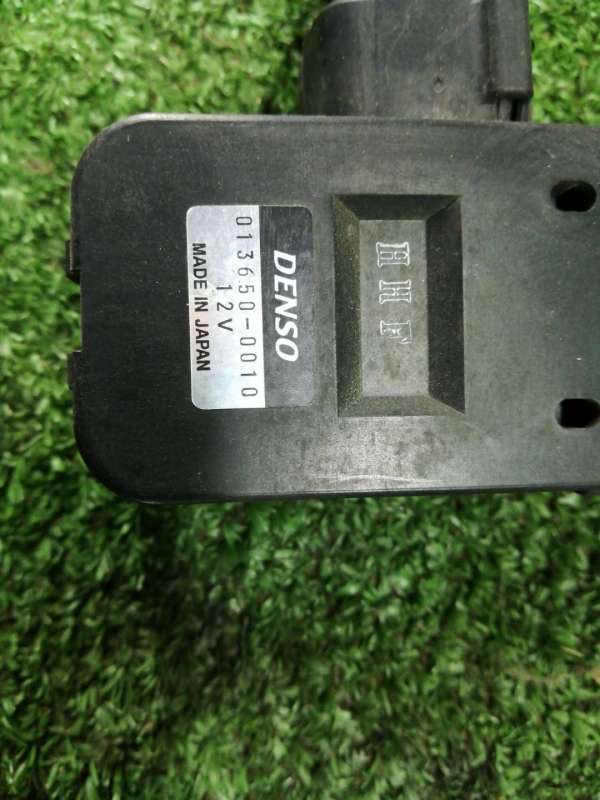 DENSO
013650-0010
12V
MADE IN JAPAN
HHF